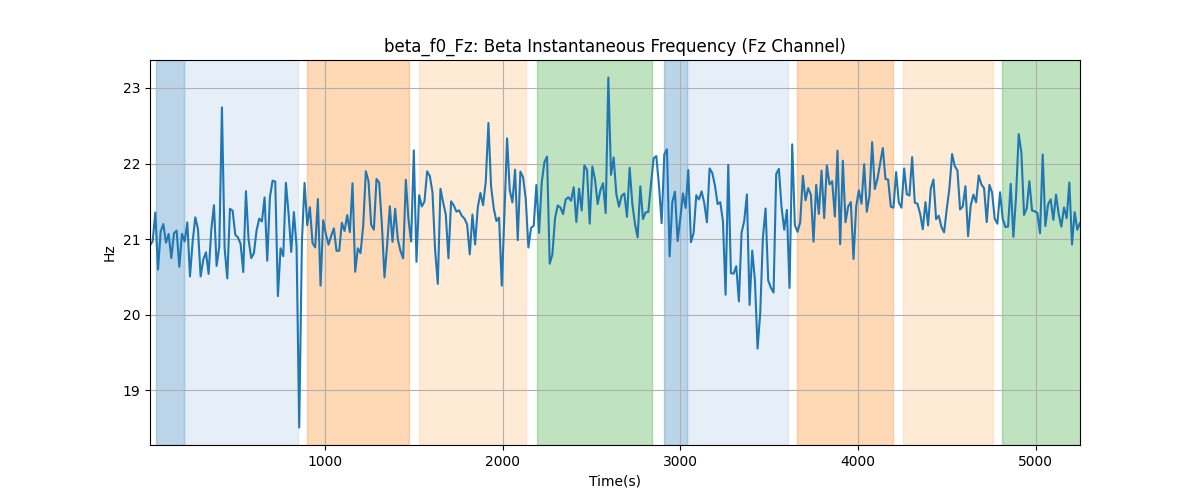 beta_f0_Fz: Beta Instantaneous Frequency (Fz Channel)
23
22
21
20
19
Hz
1000 2000 3000 4000 5000
Time(s)